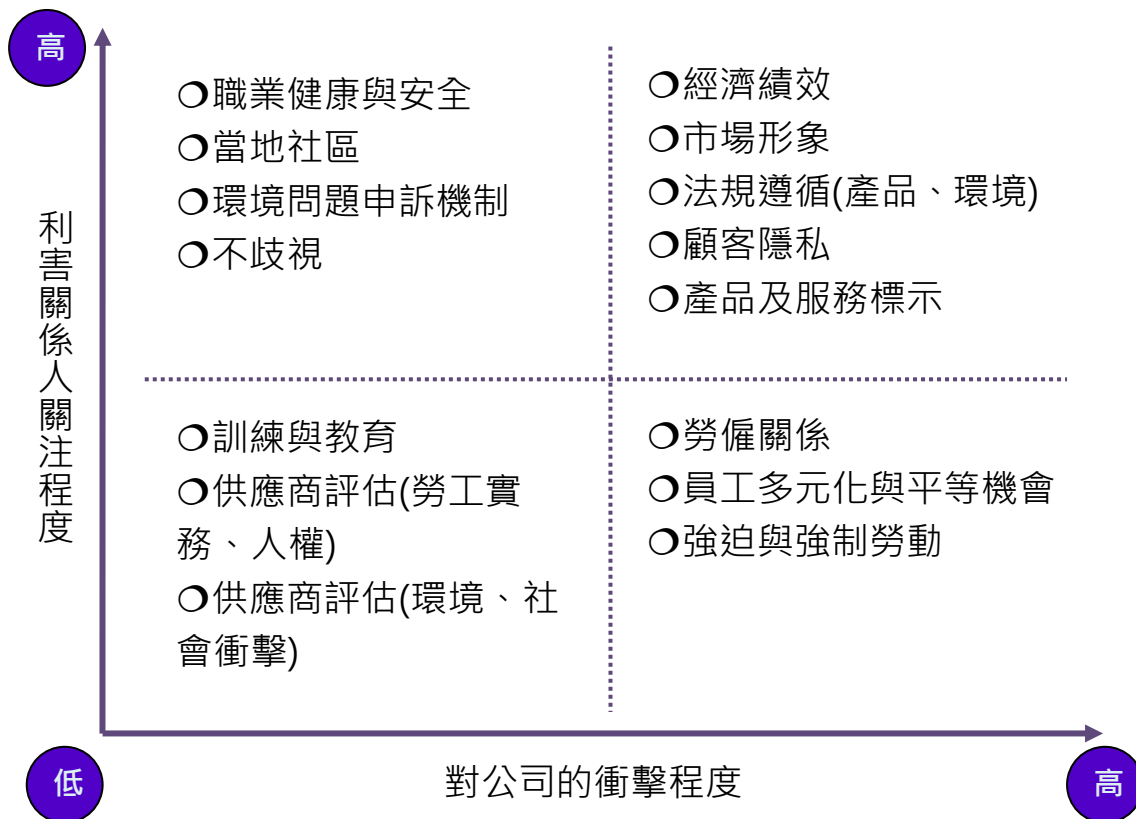 高
❍職業健康與安全
❍當地社區
❍環境問題申訴機制
❍不歧視
❍經濟績效
❍市場形象
❍法規遵循(產品、環境)
❍顧客隱私
❍產品及服務標示
利害關係人關注程度
❍訓練與教育
❍供應商評估(勞工實
務、人權)
❍供應商評估(環境、社
會衝擊)
❍勞僱關係
❍員工多元化與平等機會
❍強迫與強制勞動
低
對公司的衝擊程度
高